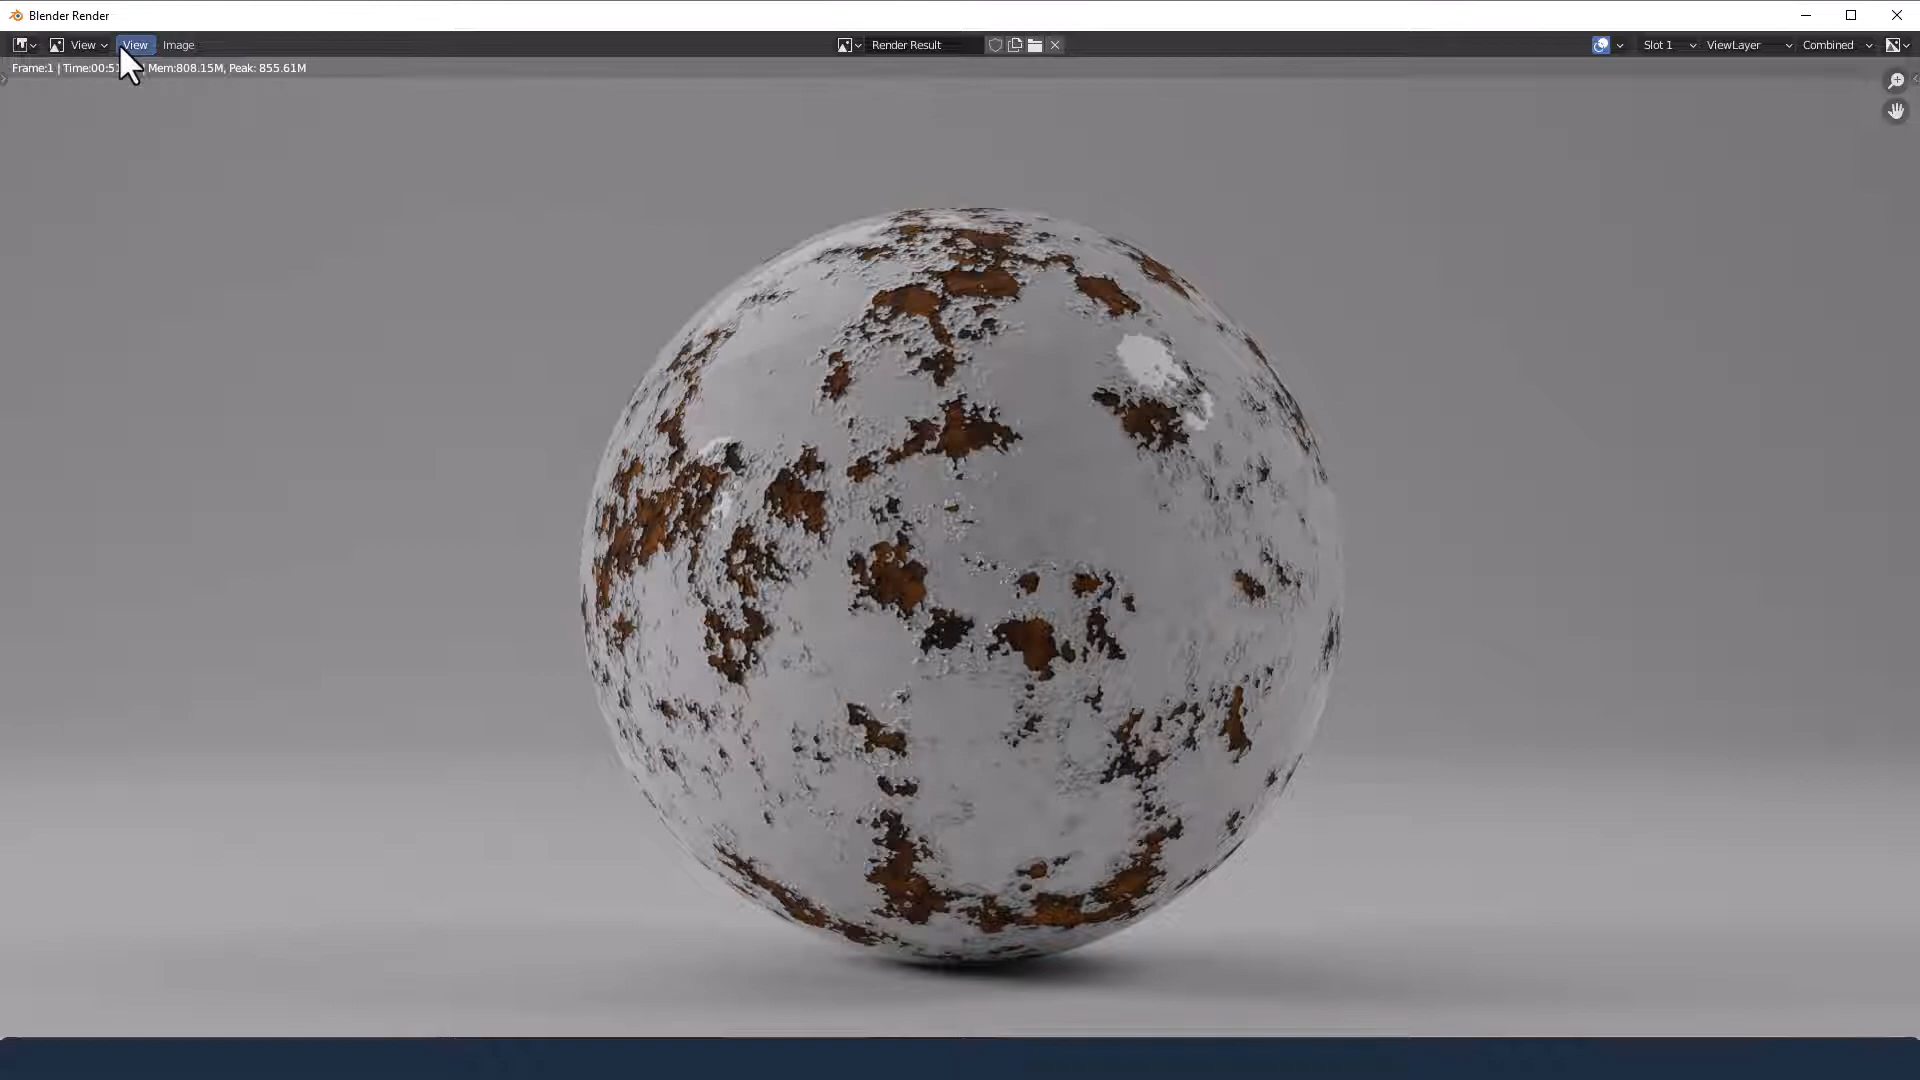 Blender Render
View View Image Render Result Slot 1 ViewLayer Combined
Frame:1 | Time:00:51 Mem:808.15M, Peak: 855.61M